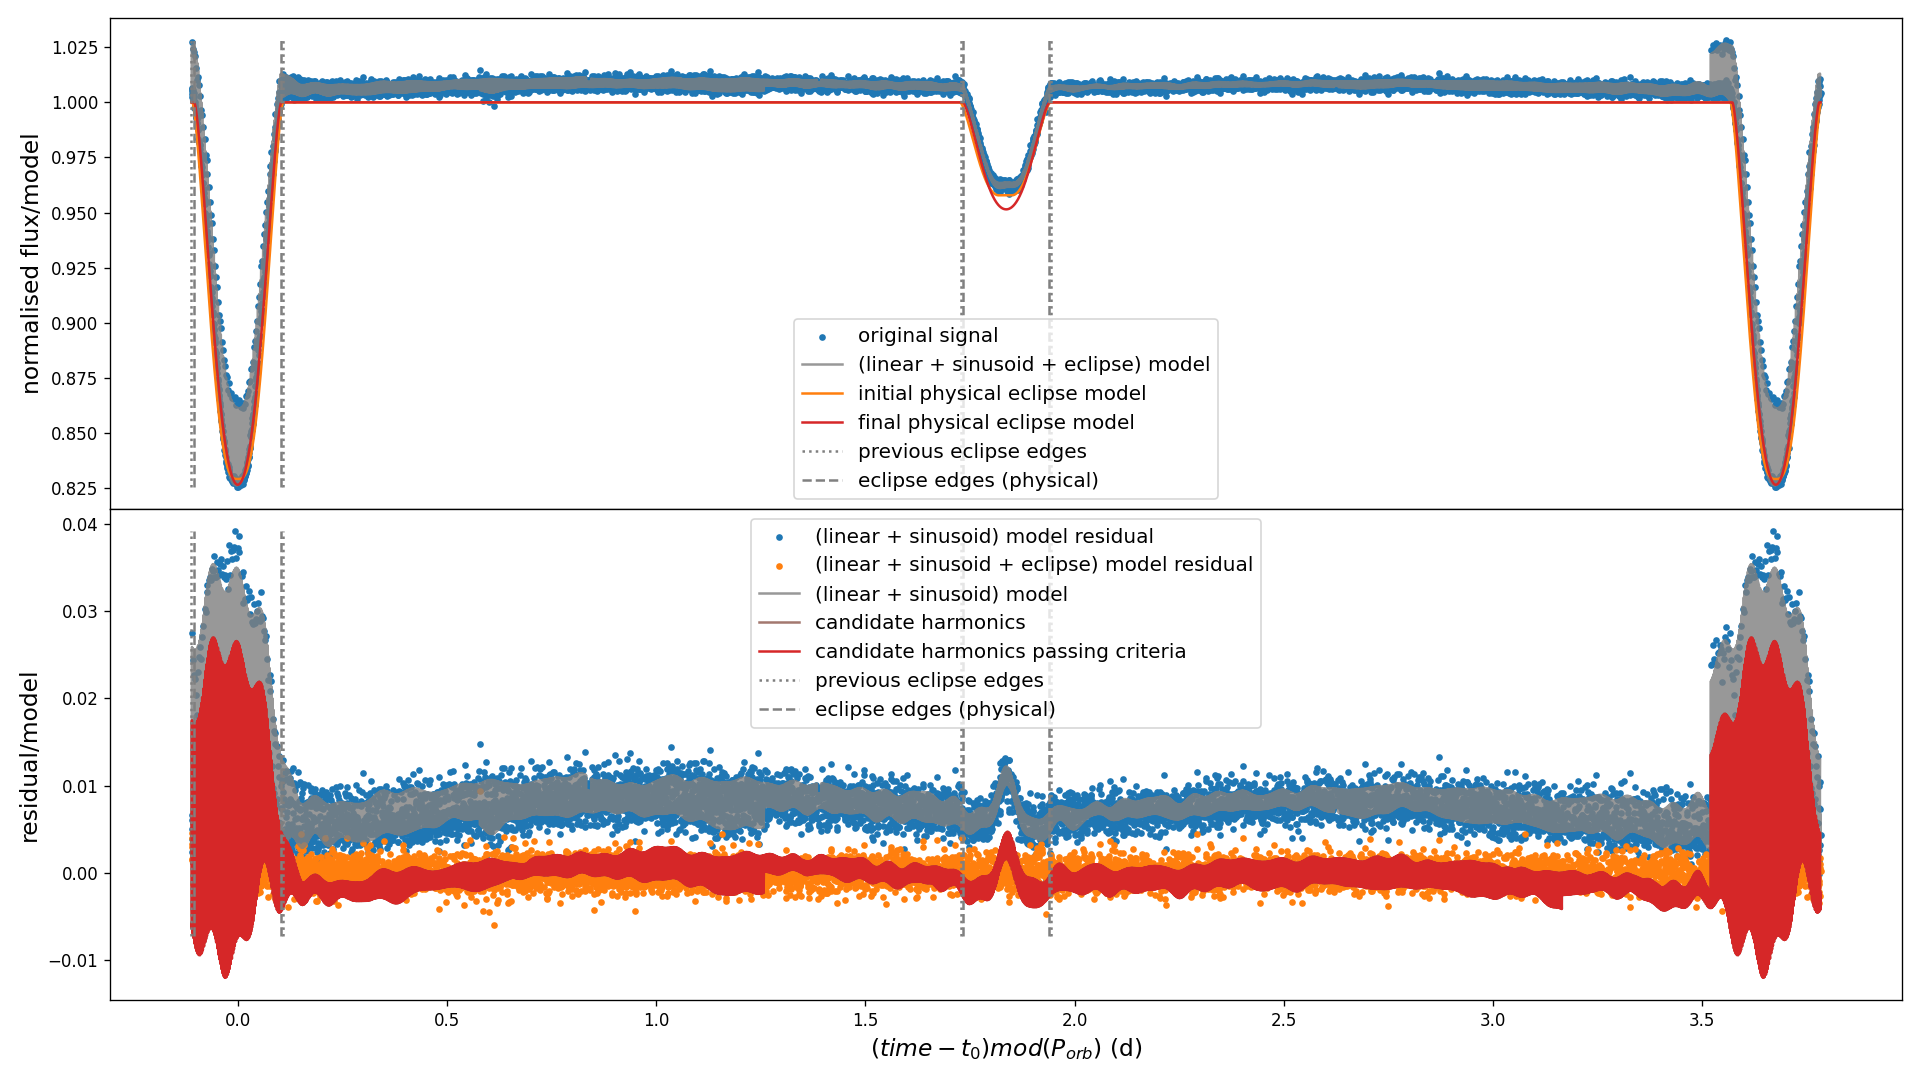 1.025
1.000
0.975
0.950
0.925
0.900
0.875
0.850
0.825
normalised flux/model
original signal
(linear + sinusoid + eclipse) model
initial physical eclipse model
final physical eclipse model
previous eclipse edges
eclipse edges (physical)
0.04
0.03
0.02
0.01
0.00
−0.01
residual/model
(linear + sinusoid) model residual
(linear + sinusoid + eclipse) model residual
(linear + sinusoid) model
candidate harmonics
candidate harmonics passing criteria
previous eclipse edges
eclipse edges (physical)
0.0 0.5 1.0 1.5 2.0 2.5 3.0 3.5
(time − t₀)mod(P_orb) (d)